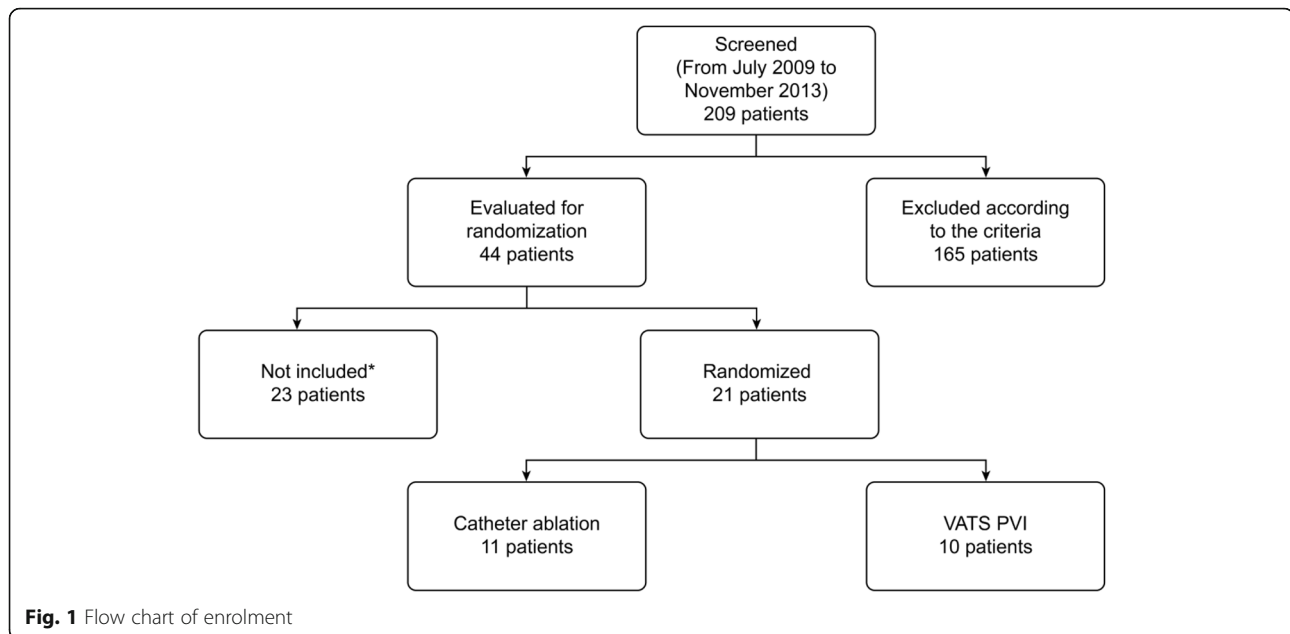 Screened
(From July 2009 to
November 2013)
209 patients
Evaluated for
randomization
44 patients
Excluded according
to the criteria
165 patients
Not included*
23 patients
Randomized
21 patients
Catheter ablation
11 patients
VATS PVI
10 patients
Fig. 1 Flow chart of enrolment